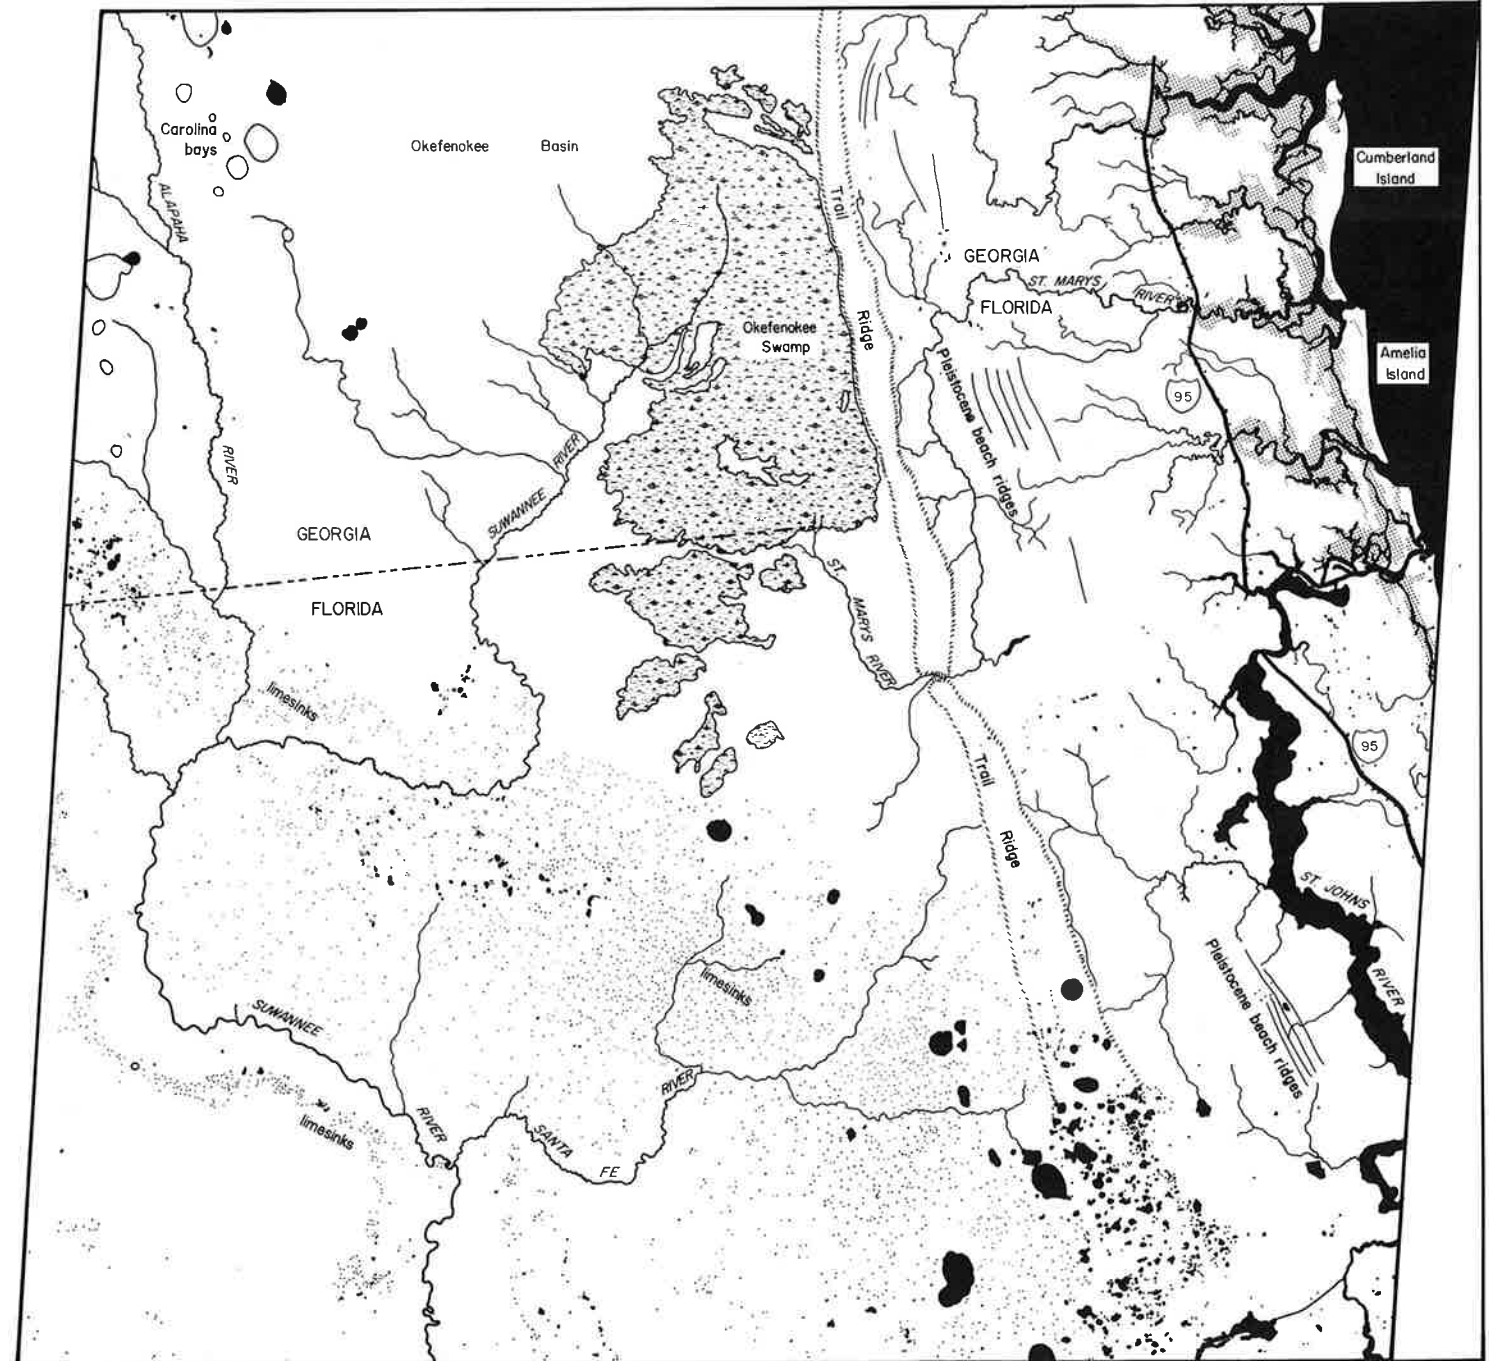 Carolina
bays
Okefenokee Basin
Cumberland
Island
ALAPAHA
Trail
GEORGIA
ST. MARYS
RIVER
FLORIDA
Okefenokee
Swamp
Ridge
Amelia
Island
Pleistocene beach ridges
95
RIVER
RIVER
SUWANNEE
GEORGIA
FLORIDA
ST.
MARYS
RIVER
limesinks
Trail
95
Ridge
ST JOHNS
RIVER
limesinks
Pleistocene beach ridges
SUWANNEE
RIVER
RIVER
SANTA
FE
limesinks